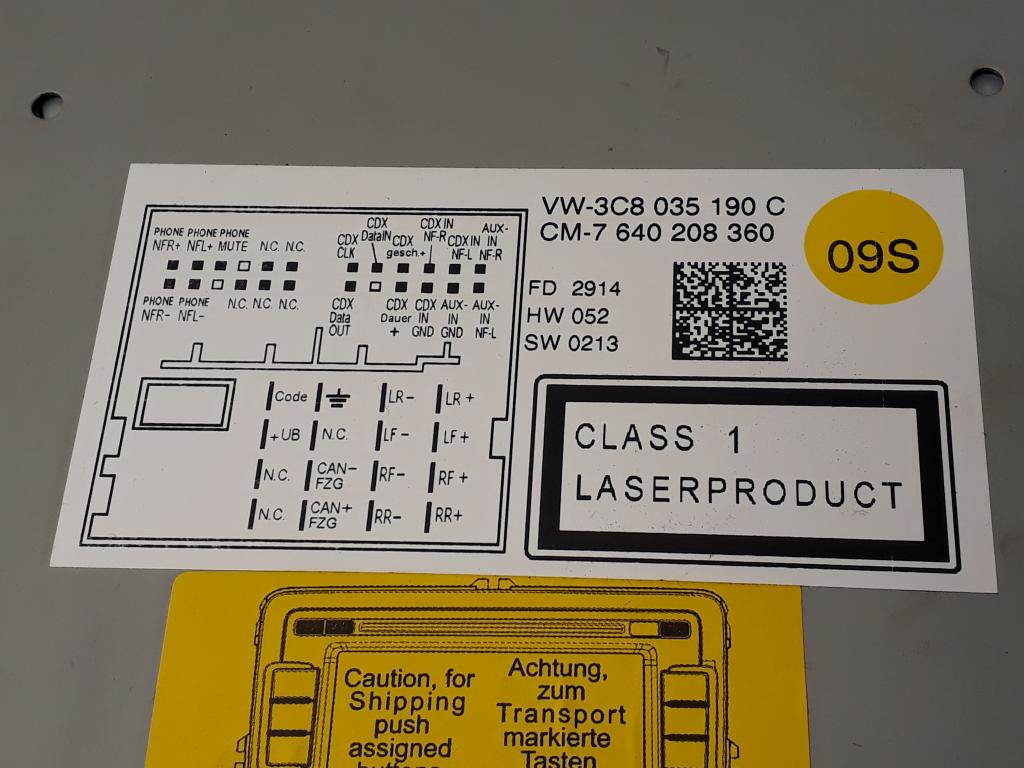 VW-3C8 035 190 C
CM-7 640 208 360
09S
FD 2914
HW 052
SW 0213
PHONE PHONE PHONE
NFR+ NFL+ MUTE N.C. N.C.
PHONE PHONE N.C. N.C. N.C.
NFR- NFL-
CDX CLK
CDX DataIN
CDX gesch.+
CDX IN NF-R
CDX IN NF-L
AUX-IN NF-R
CDX Data OUT
CDX Dauer +
CDX IN GND
AUX-IN GND
AUX-IN NF-L
Code LR- LR+
+UB N.C. LF- LF+
N.C. CAN-FZG RF- RF+
N.C. CAN+FZG RR- RR+
CLASS 1
LASERPRODUCT
Caution, for
Shipping
push
assigned
Achtung,
zum
Transport
markierte
Tasten